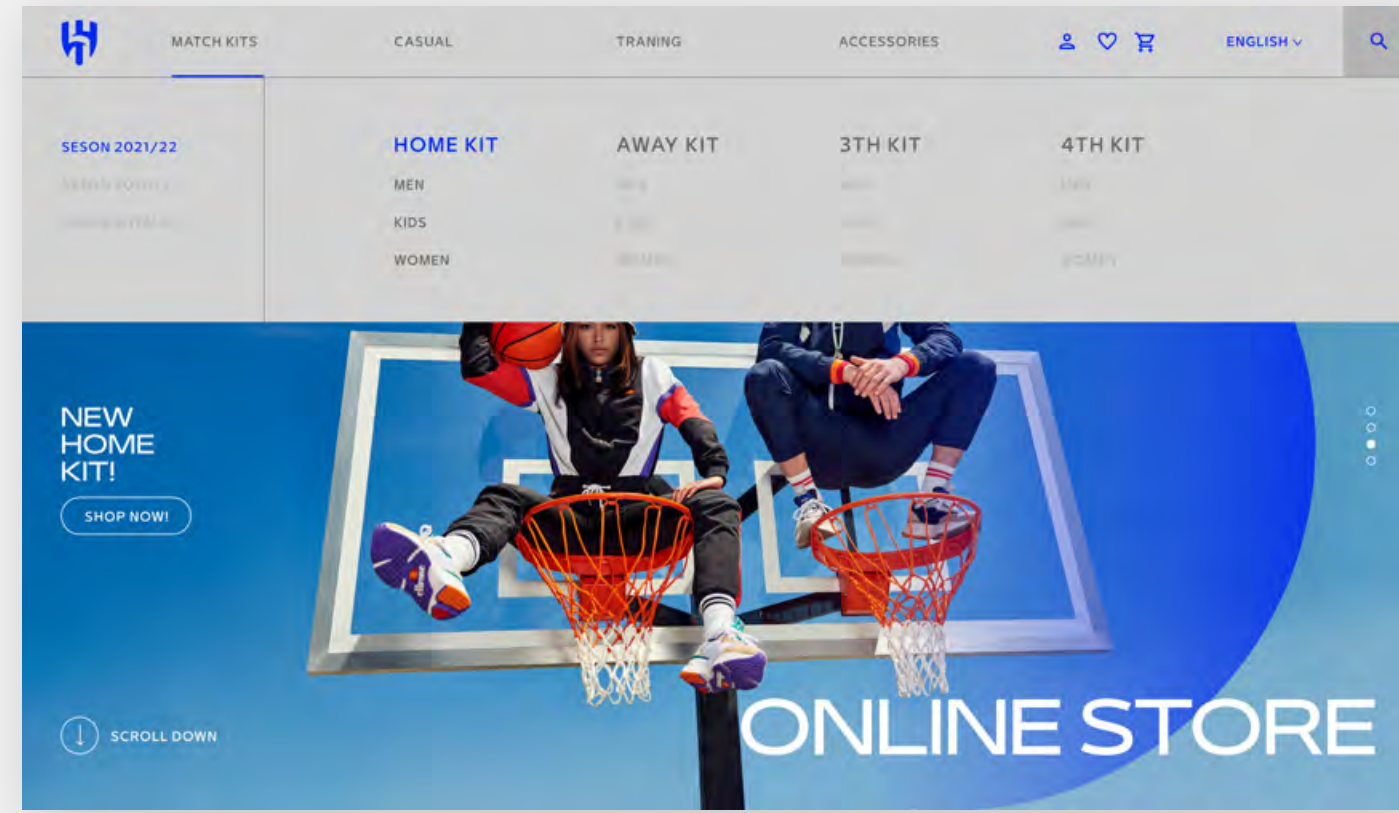 MATCH KITS
CASUAL
TRANING
ACCESSORIES
ENGLISH
SESON 2021/22
HOME KIT
AWAY KIT
3TH KIT
4TH KIT
MEN
KIDS
WOMEN
NEW
HOME
KIT!
SHOP NOW!
ellesse
SCROLL DOWN
ONLINE STORE